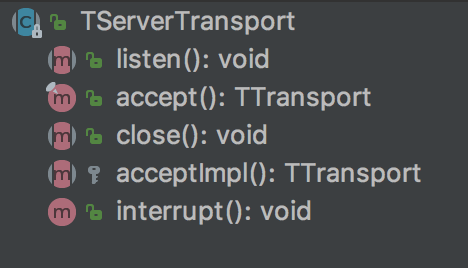 TServerTransport
listen(): void
accept(): TTransport
close(): void
acceptImpl(): TTransport
interrupt(): void